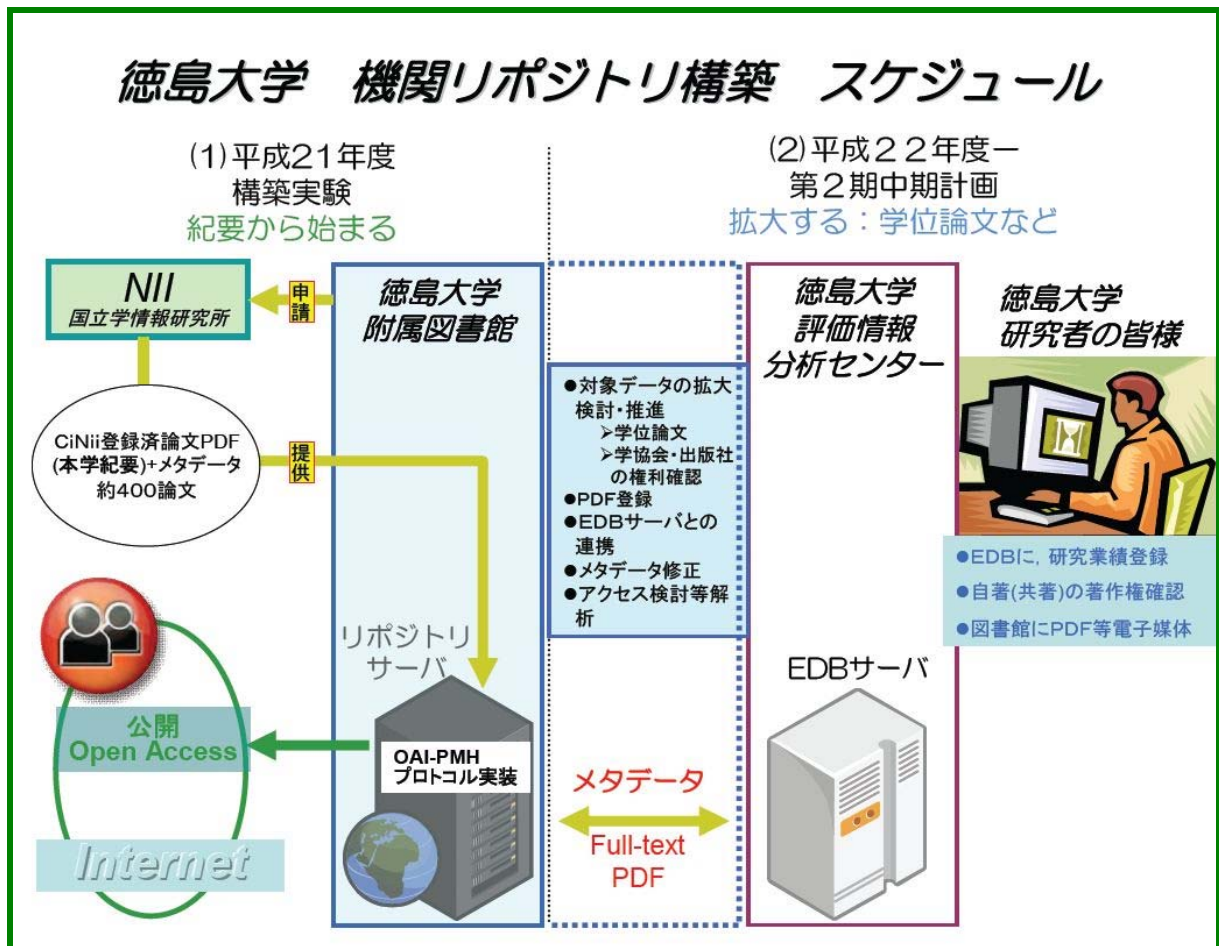 徳島大学 機関リポジトリ構築 スケジュール
(1)平成21年度
構築実験
紀要から始まる
(2)平成22年度ー
第2期中期計画
拡大する:学位論文など
NII
国立学情報研究所
申請
徳島大学
附属図書館
CiNii登録済論文PDF
(本学紀要)+メタデータ
約400論文
提供
●対象データの拡大
検討・推進
➢学位論文
➢学協会・出版社
の権利確認
●PDF登録
●EDBサーバとの
連携
●メタデータ修正
●アクセス検討等解
析
徳島大学
評価情報
分析センター
徳島大学
研究者の皆様
●EDBに, 研究業績登録
●自著(共著)の著作権確認
●図書館にPDF等電子媒体
リポジトリ
サーバ
OAI-PMH
プロトコル実装
公開
Open Access
Internet
メタデータ
Full-text
PDF
EDBサーバ